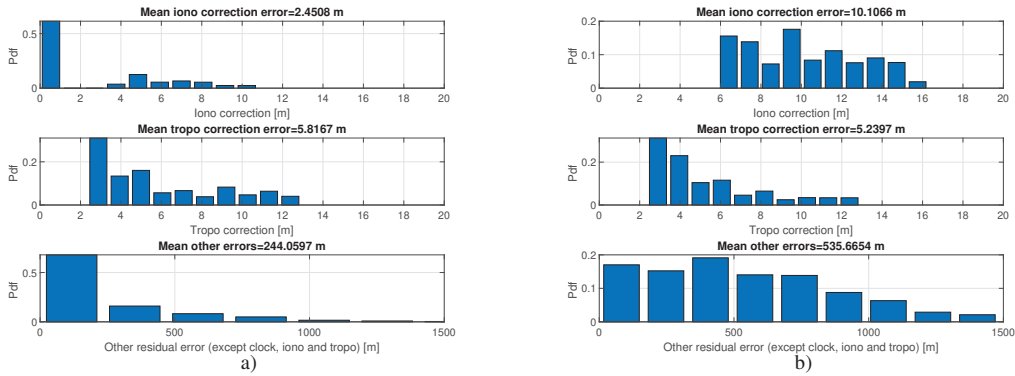 Mean iono correction error=2.4508 m
Pdf
0.5
0
0 2 4 6 8 10 12 14 16 18 20
Iono correction [m]
Mean tropo correction error=5.8167 m
Pdf
0.2
0
0 2 4 6 8 10 12 14 16 18 20
Tropo correction [m]
Mean other errors=244.0597 m
Pdf
0.5
0
0 500 1000 1500
Other residual error (except clock, iono and tropo) [m]
a)
Mean iono correction error=10.1066 m
Pdf
0.2
0.1
0
0 2 4 6 8 10 12 14 16 18 20
Iono correction [m]
Mean tropo correction error=5.2397 m
Pdf
0.2
0
0 2 4 6 8 10 12 14 16 18 20
Tropo correction [m]
Mean other errors=535.6654 m
Pdf
0.2
0.1
0
0 500 1000 1500
Other residual error (except clock, iono and tropo) [m]
b)